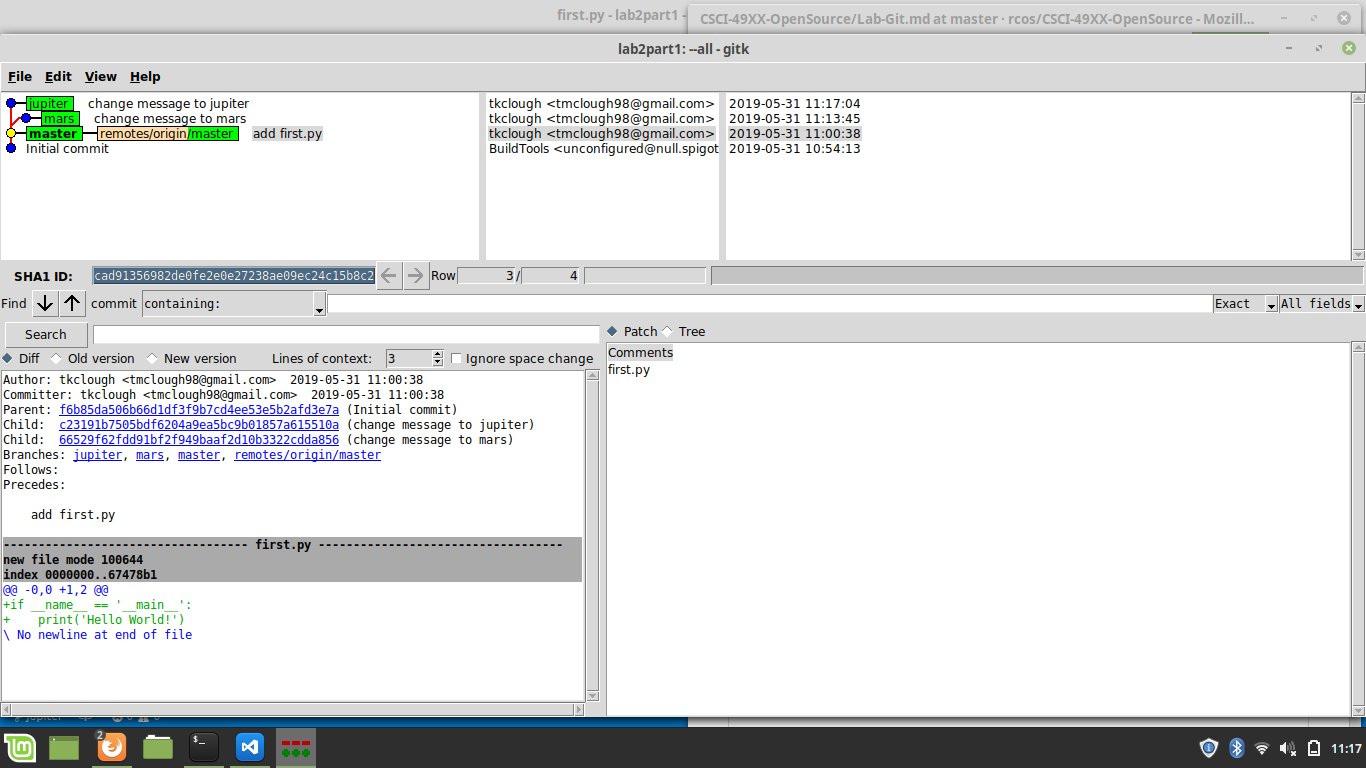 first.py - lab2part1 -
CSCI-49XX-OpenSource/Lab-Git.md at master · rcos/CSCI-49XX-OpenSource - Mozill...
lab2part1: --all - gitk
File Edit View Help
jupiter change message to jupiter tkclough <tmclough98@gmail.com> 2019-05-31 11:17:04
mars change message to mars tkclough <tmclough98@gmail.com> 2019-05-31 11:13:45
master remotes/origin/master add first.py tkclough <tmclough98@gmail.com> 2019-05-31 11:00:38
Initial commit BuildTools <unconfigured@null.spigot 2019-05-31 10:54:13
SHA1 ID: cad91356982de0fe2e0e27238ae09ec24c15b8c2 Row 3 / 4
Find commit containing: Exact All fields
Search
Patch Tree
Diff Old version New version Lines of context: 3 Ignore space change
Comments
first.py
Author: tkclough <tmclough98@gmail.com>  2019-05-31 11:00:38
Committer: tkclough <tmclough98@gmail.com>  2019-05-31 11:00:38
Parent: f6b85da506b66d1df3f9b7cd4ee53e5b2afd3e7a (Initial commit)
Child:  c23191b7505bdf6204a9ea5bc9b01857a615510a (change message to jupiter)
Child:  66529f62fdd91bf2f949baaf2d10b3322cdda856 (change message to mars)
Branches: jupiter, mars, master, remotes/origin/master
Follows:
Precedes:
add first.py
---------------------------------- first.py ----------------------------------
new file mode 100644
index 0000000..67478b1
@@ -0,0 +1,2 @@
+if __name__ == '__main__':
+    print('Hello World!')
\ No newline at end of file
jupiter
2
11:17